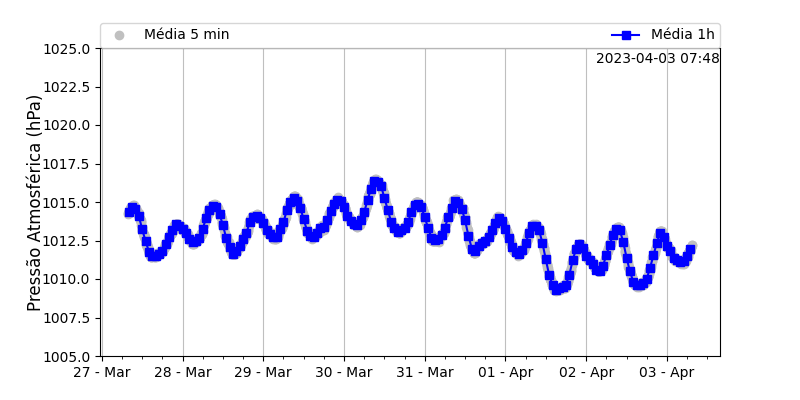 Média 5 min
Média 1h
2023-04-03 07:48
Pressão Atmosférica (hPa)
1025.0
1022.5
1020.0
1017.5
1015.0
1012.5
1010.0
1007.5
1005.0
27 - Mar 28 - Mar 29 - Mar 30 - Mar 31 - Mar 01 - Apr 02 - Apr 03 - Apr